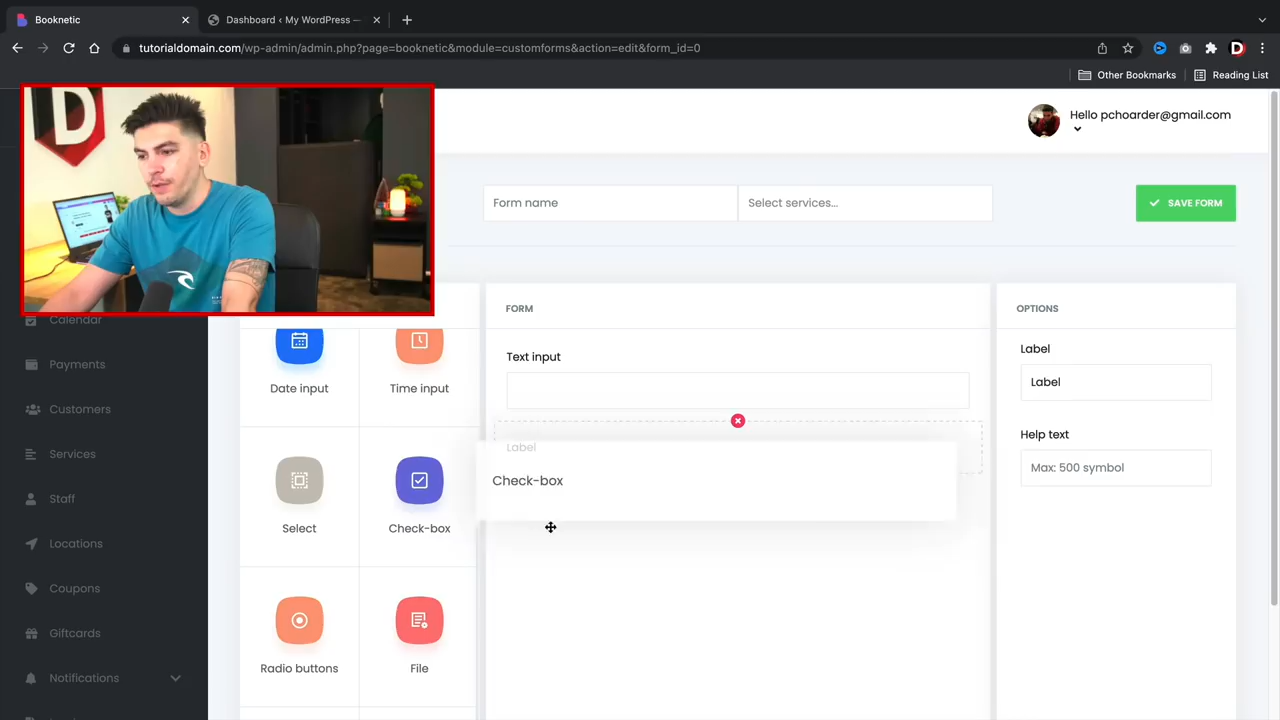 Booknetic
Dashboard ‹ My WordPress —
tutorialdomain.com/wp-admin/admin.php?page=booknetic&module=customforms&action=edit&form_id=0
Other Bookmarks
Reading List
D
Hello pchoarder@gmail.com
Form name
Select services...
SAVE FORM
Calendar
Payments
Customers
Services
Staff
Locations
Coupons
Giftcards
Notifications
Date input
Time input
Select
Check-box
Radio buttons
File
FORM
Text input
Label
Check-box
OPTIONS
Label
Label
Help text
Max: 500 symbol